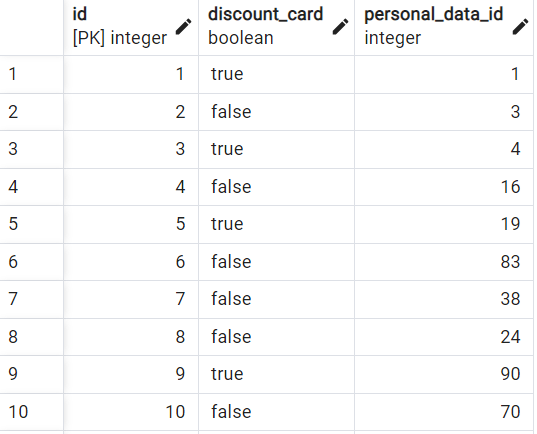 id discount_card personal_data_id
[PK] integer boolean integer
1 1 true 1
2 2 false 3
3 3 true 4
4 4 false 16
5 5 true 19
6 6 false 83
7 7 false 38
8 8 false 24
9 9 true 90
10 10 false 70